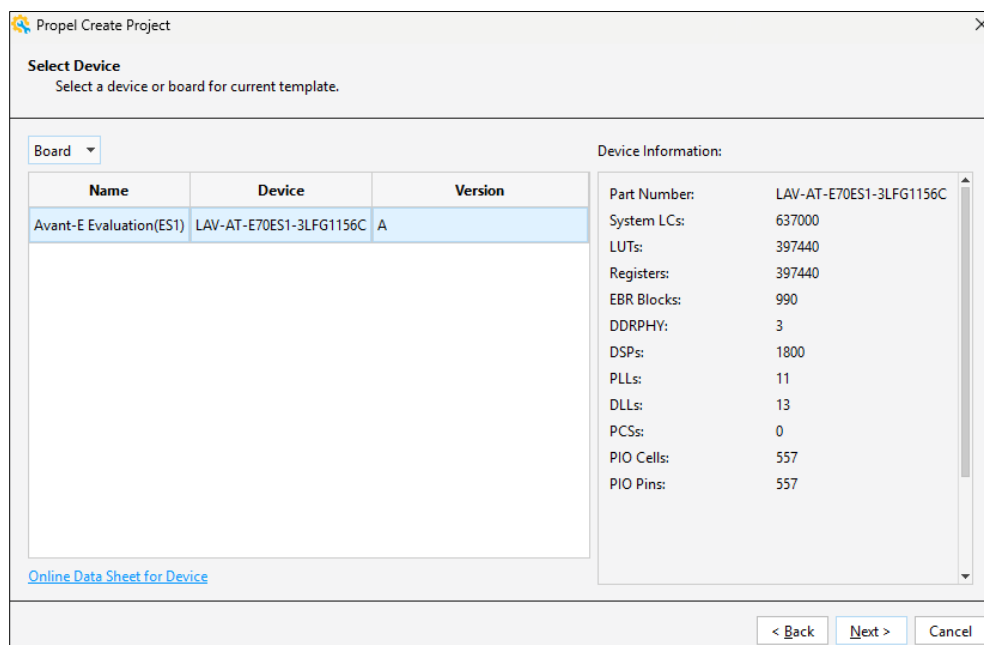 Propel Create Project
Select Device
Select a device or board for current template.
Board
Device Information:
Name Device Version
Avant-E Evaluation(ES1) LAV-AT-E70ES1-3LFG1156C A
Part Number: LAV-AT-E70ES1-3LFG1156C
System LCs: 637000
LUTs: 397440
Registers: 397440
EBR Blocks: 990
DDRPHY: 3
DSPs: 1800
PLLs: 11
DLLs: 13
PCSs: 0
PIO Cells: 557
PIO Pins: 557
Online Data Sheet for Device
< Back Next > Cancel